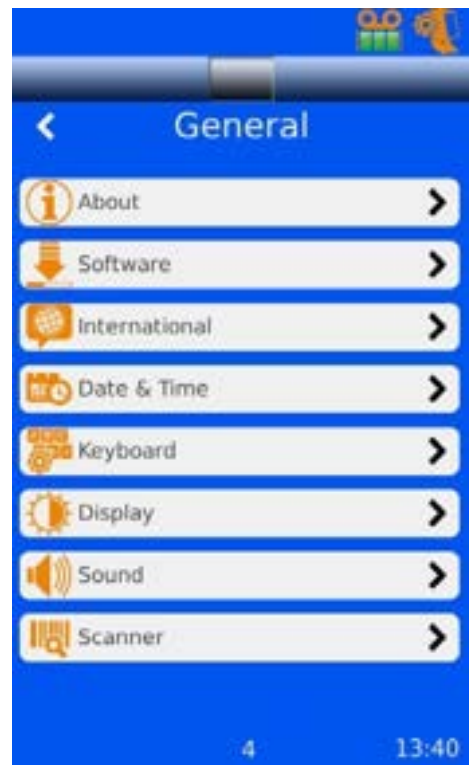 General
About
Software
International
Date & Time
Keyboard
Display
Sound
Scanner
4 13:40